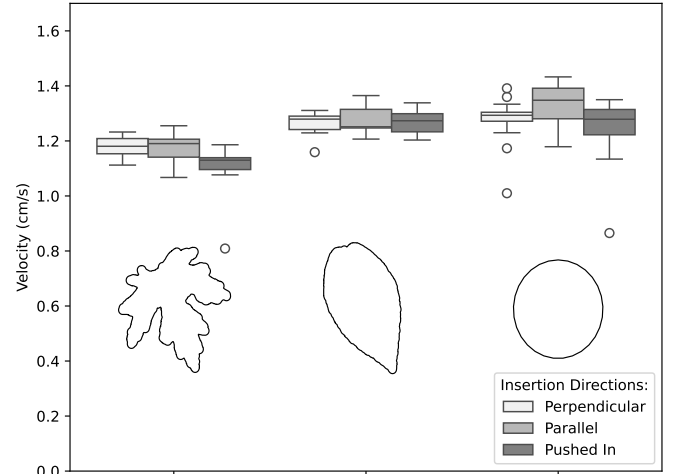 1.6
1.4
1.2
1.0
0.8
0.6
0.4
0.2
0.0
Velocity (cm/s)
Insertion Directions:
Perpendicular
Parallel
Pushed In